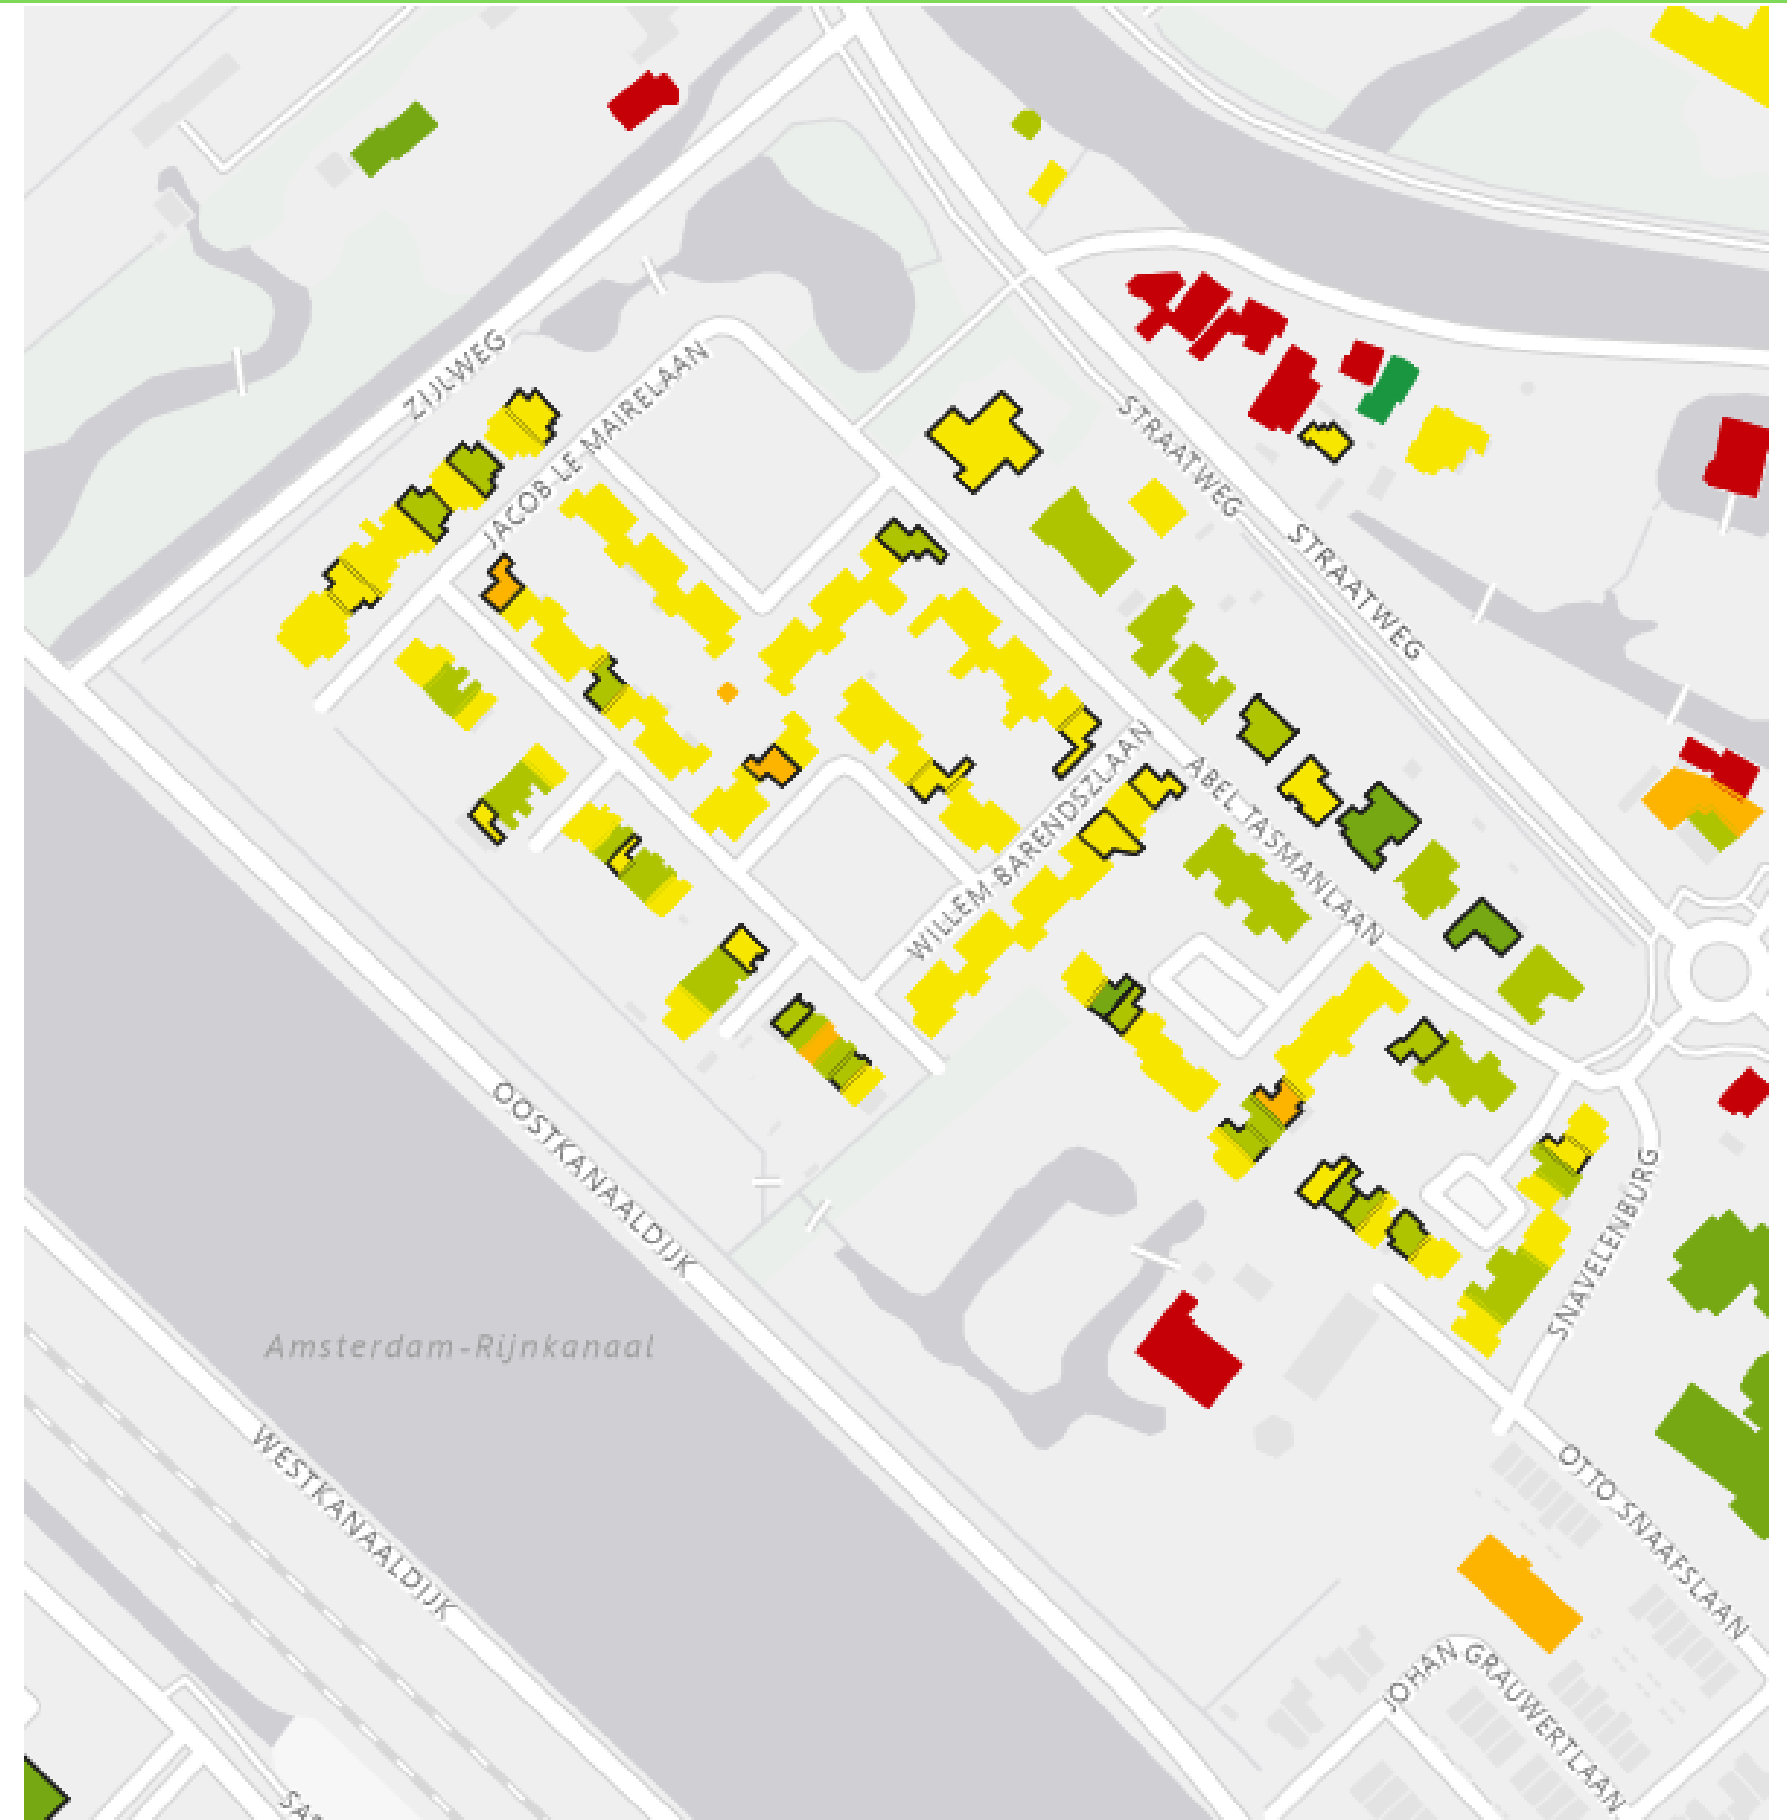 ZIJLWEG
JACOB LE MAIRELAAN
STRAATWEG
STRAATWEG
ABEL TASMANLAAN
WILLEM BARENDSZLAAN
OOSTKANAALDIJK
SNAVELENBURG
Amsterdam-Rijnkanaal
WESTKANAALDIJK
OTTO SNAAFSLAAN
JOHAN GRAUWERTLAAN